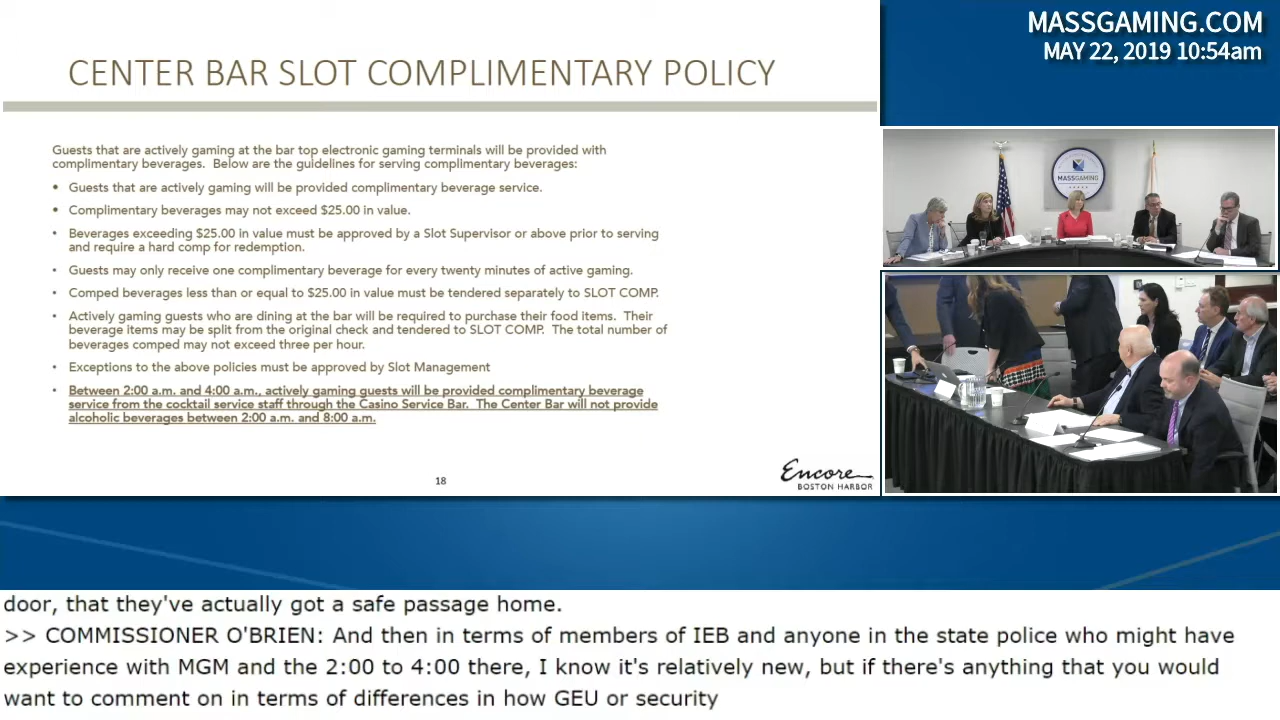 MASSGAMING.COM
MAY 22, 2019 10:54am
CENTER BAR SLOT COMPLIMENTARY POLICY
Guests that are actively gaming at the bar top electronic gaming terminals will be provided with
complimentary beverages. Below are the guidelines for serving complimentary beverages:
• Guests that are actively gaming will be provided complimentary beverage service.
• Complimentary beverages may not exceed $25.00 in value.
• Beverages exceeding $25.00 in value must be approved by a Slot Supervisor or above prior to serving
and require a hard comp for redemption.
• Guests may only receive one complimentary beverage for every twenty minutes of active gaming.
• Comped beverages less than or equal to $25.00 in value must be tendered separately to SLOT COMP.
• Actively gaming guests who are dining at the bar will be required to purchase their food items. Their
beverage items may be split from the original check and tendered to SLOT COMP. The total number of
beverages comped may not exceed three per hour.
• Exceptions to the above policies must be approved by Slot Management
• Between 2:00 a.m. and 4:00 a.m., actively gaming guests will be provided complimentary beverage
service from the cocktail service staff through the Casino Service Bar. The Center Bar will not provide
alcoholic beverages between 2:00 a.m. and 8:00 a.m.
18
Encore
BOSTON HARBOR
MASSGAMING
door, that they've actually got a safe passage home.
>> COMMISSIONER O'BRIEN: And then in terms of members of IEB and anyone in the state police who might have
experience with MGM and the 2:00 to 4:00 there, I know it's relatively new, but if there's anything that you would
want to comment on in terms of differences in how GEU or security